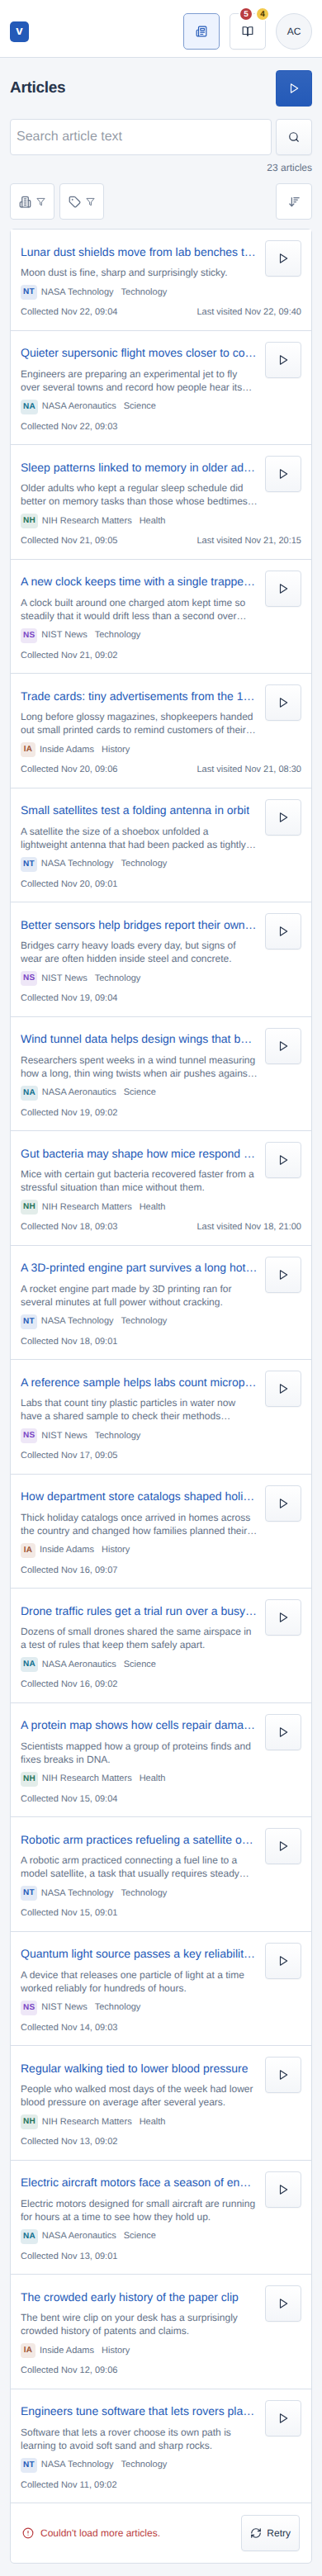 v
5
4
AC
Articles
Search article text
23 articles
Lunar dust shields move from lab benches t…
Moon dust is fine, sharp and surprisingly sticky.
NT NASA Technology Technology
Collected Nov 22, 09:04 Last visited Nov 22, 09:40
Quieter supersonic flight moves closer to co…
Engineers are preparing an experimental jet to fly
over several towns and record how people hear its…
NA NASA Aeronautics Science
Collected Nov 22, 09:03
Sleep patterns linked to memory in older ad…
Older adults who kept a regular sleep schedule did
better on memory tasks than those whose bedtimes…
NH NIH Research Matters Health
Collected Nov 21, 09:05 Last visited Nov 21, 20:15
A new clock keeps time with a single trappe…
A clock built around one charged atom kept time so
steadily that it would drift less than a second over…
NS NIST News Technology
Collected Nov 21, 09:02
Trade cards: tiny advertisements from the 1…
Long before glossy magazines, shopkeepers handed
out small printed cards to remind customers of their…
IA Inside Adams History
Collected Nov 20, 09:06 Last visited Nov 21, 08:30
Small satellites test a folding antenna in orbit
A satellite the size of a shoebox unfolded a
lightweight antenna that had been packed as tightly…
NT NASA Technology Technology
Collected Nov 20, 09:01
Better sensors help bridges report their own…
Bridges carry heavy loads every day, but signs of
wear are often hidden inside steel and concrete.
NS NIST News Technology
Collected Nov 19, 09:04
Wind tunnel data helps design wings that b…
Researchers spent weeks in a wind tunnel measuring
how a long, thin wing twists when air pushes agains…
NA NASA Aeronautics Science
Collected Nov 19, 09:02
Gut bacteria may shape how mice respond …
Mice with certain gut bacteria recovered faster from a
stressful situation than mice without them.
NH NIH Research Matters Health
Collected Nov 18, 09:03 Last visited Nov 18, 21:00
A 3D-printed engine part survives a long hot…
A rocket engine part made by 3D printing ran for
several minutes at full power without cracking.
NT NASA Technology Technology
Collected Nov 18, 09:01
A reference sample helps labs count microp…
Labs that count tiny plastic particles in water now
have a shared sample to check their methods…
NS NIST News Technology
Collected Nov 17, 09:05
How department store catalogs shaped holi…
Thick holiday catalogs once arrived in homes across
the country and changed how families planned their…
IA Inside Adams History
Collected Nov 16, 09:07
Drone traffic rules get a trial run over a busy…
Dozens of small drones shared the same airspace in
a test of rules that keep them safely apart.
NA NASA Aeronautics Science
Collected Nov 16, 09:02
A protein map shows how cells repair dama…
Scientists mapped how a group of proteins finds and
fixes breaks in DNA.
NH NIH Research Matters Health
Collected Nov 15, 09:04
Robotic arm practices refueling a satellite o…
A robotic arm practiced connecting a fuel line to a
model satellite, a task that usually requires steady…
NT NASA Technology Technology
Collected Nov 15, 09:01
Quantum light source passes a key reliabilit…
A device that releases one particle of light at a time
worked reliably for hundreds of hours.
NS NIST News Technology
Collected Nov 14, 09:03
Regular walking tied to lower blood pressure
People who walked most days of the week had lower
blood pressure on average after several years.
NH NIH Research Matters Health
Collected Nov 13, 09:02
Electric aircraft motors face a season of en…
Electric motors designed for small aircraft are running
for hours at a time to see how they hold up.
NA NASA Aeronautics Science
Collected Nov 13, 09:01
The crowded early history of the paper clip
The bent wire clip on your desk has a surprisingly
crowded history of patents and claims.
IA Inside Adams History
Collected Nov 12, 09:06
Engineers tune software that lets rovers pla…
Software that lets a rover choose its own path is
learning to avoid soft sand and sharp rocks.
NT NASA Technology Technology
Collected Nov 11, 09:02
Couldn't load more articles. Retry